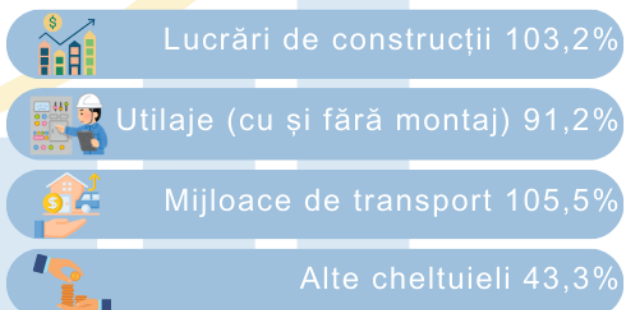 Lucrări de construcții 103,2%
Utilaje (cu și fără montaj) 91,2%
Mijloace de transport 105,5%
Alte cheltuieli 43,3%